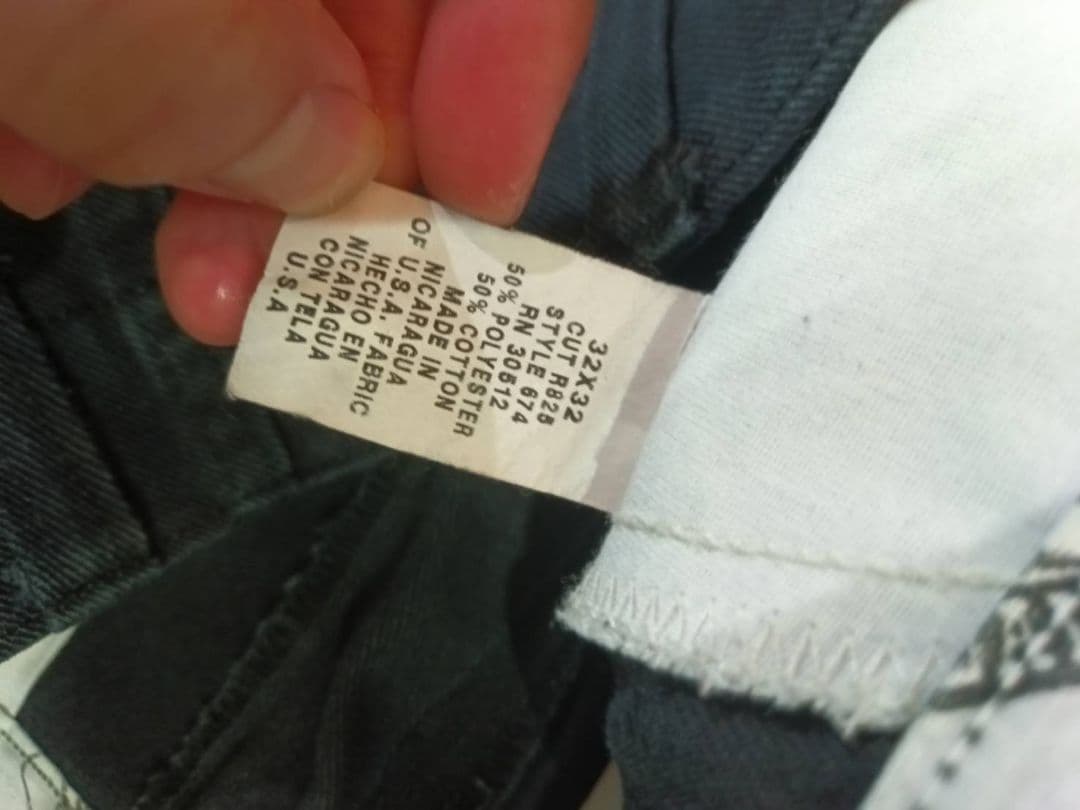 32X32
CUT R828
STYLE 674
RN 30512
50% POLYESTER
50% COTTON
MADE IN
NICARAGUA
OF U.S.A. FABRIC
HECHO EN
NICARAGUA
CON TELA
U.S.A